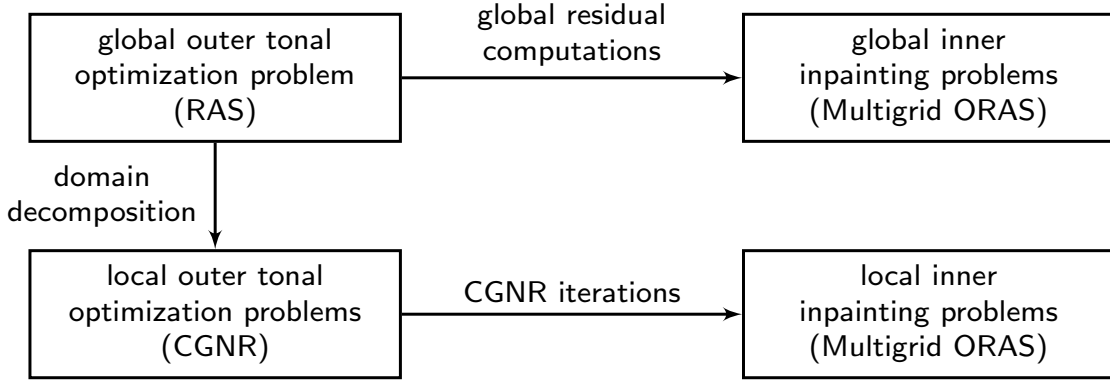 global outer tonal
optimization problem
(RAS)
global residual
computations
global inner
inpainting problems
(Multigrid ORAS)
domain
decomposition
local outer tonal
optimization problems
(CGNR)
CGNR iterations
local inner
inpainting problems
(Multigrid ORAS)